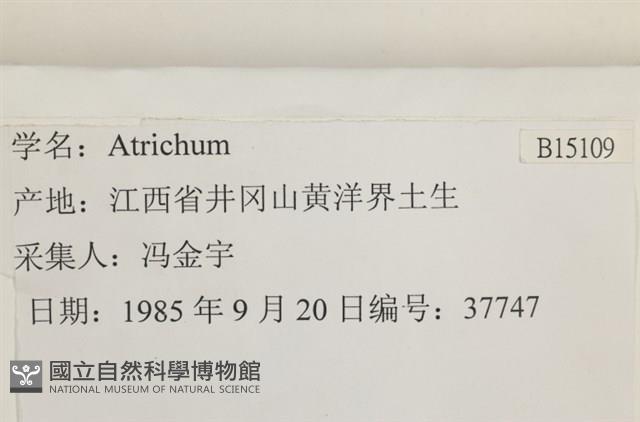 学名：Atrichum
B15109
产地：江西省井冈山黄洋界土生
采集人：冯金宇
日期：1985 年 9 月 20 日编号：37747
國立自然科學博物館
NATIONAL MUSEUM OF NATURAL SCIENCE